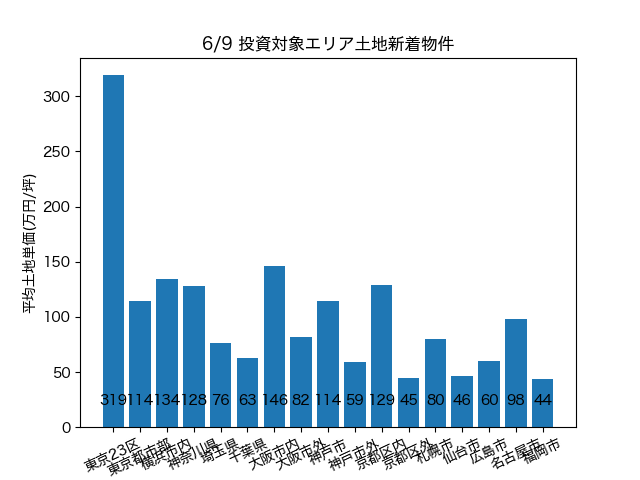 6/9 投資対象エリア土地新着物件
平均土地単価(万円/坪)
300
250
200
150
100
50
0
319 114 134 128 76 63 146 82 114 59 129 45 80 46 60 98 44
東京23区
東京都市部
横浜市内
神奈川県
埼玉県
千葉県
大阪市内
大阪市外
神戸市
神戸市外
京都区内
京都区外
札幌市
仙台市
広島市
名古屋市
福岡市